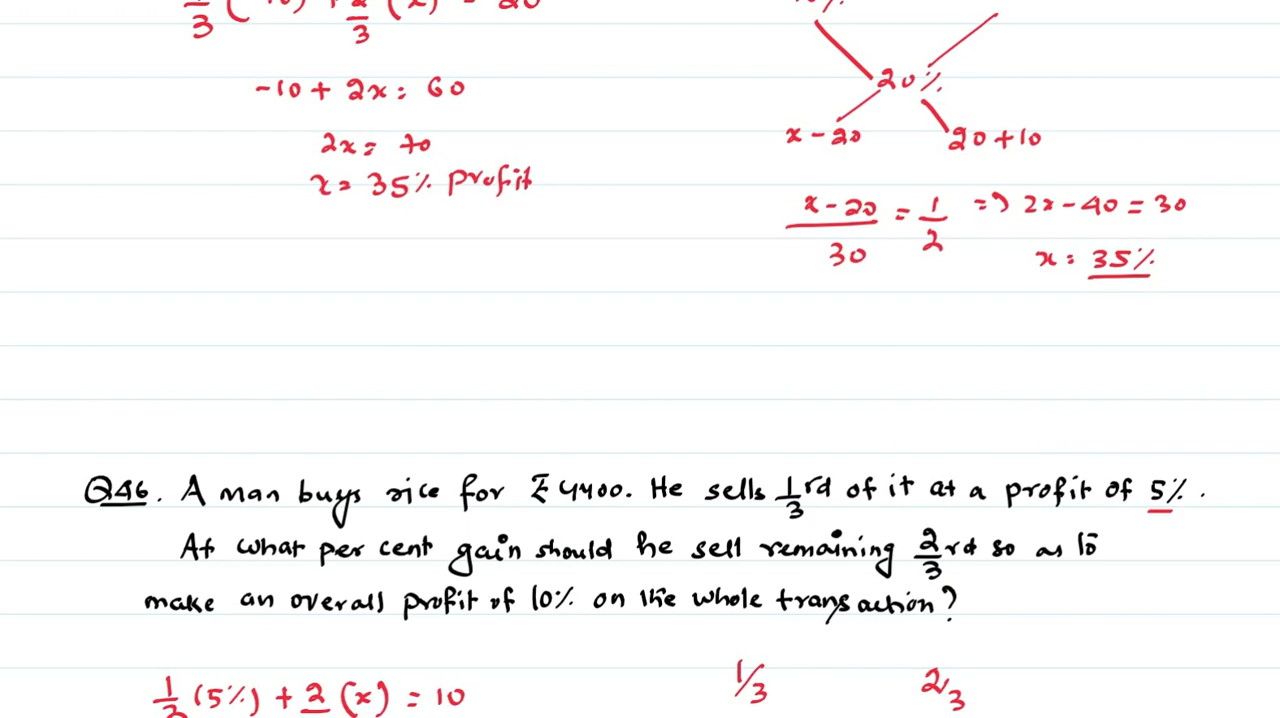 -10 + 2x = 60
2x = 70
x = 35% profit
20%
x - 20
20 + 10
x - 20 / 30 = 1/2 => 2x - 40 = 30
x = 35%
Q46. A man buys rice for ₹4400. He sells 1/3rd of it at a profit of 5%.
At what per cent gain should he sell remaining 2/3rd so as to
make an overall profit of 10% on the whole transaction?
1/3 (5%) + 2 (x) = 10
1/3
2/3